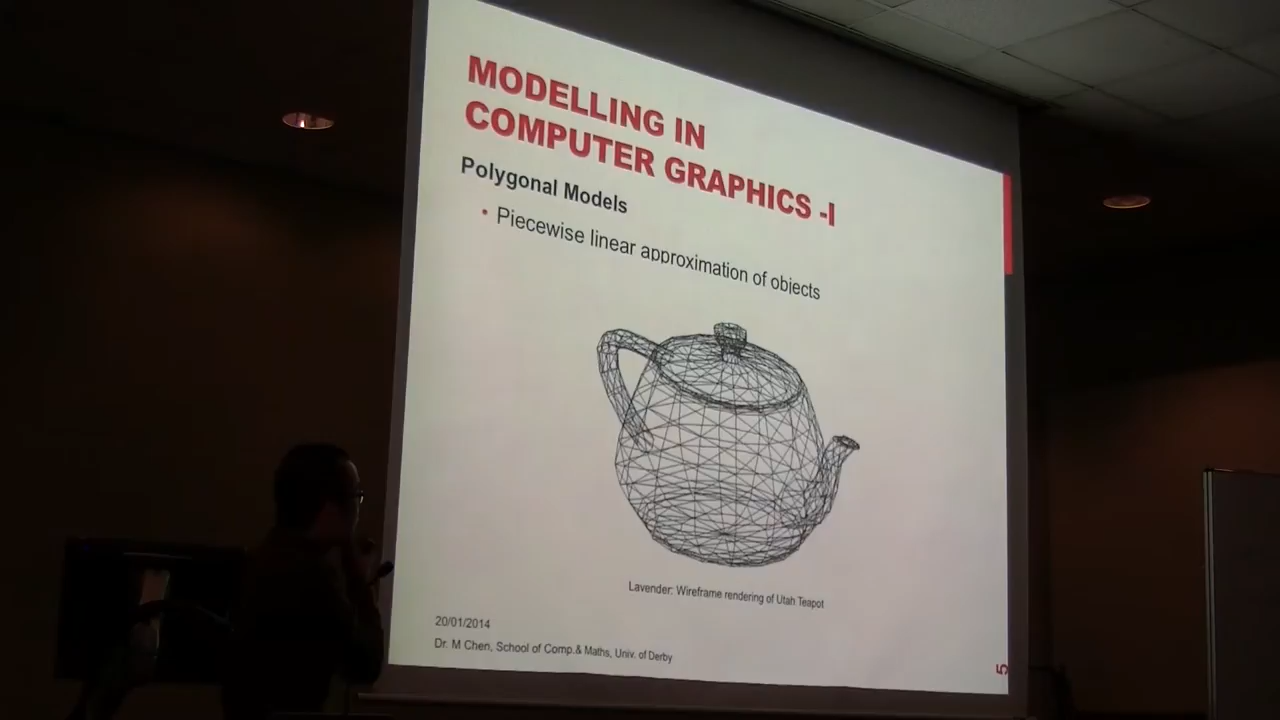 MODELLING IN
COMPUTER GRAPHICS -I
Polygonal Models
• Piecewise linear approximation of objects
Lavender: Wireframe rendering of Utah Teapot
20/01/2014
Dr. M Chen, School of Comp.& Maths, Univ. of Derby
5